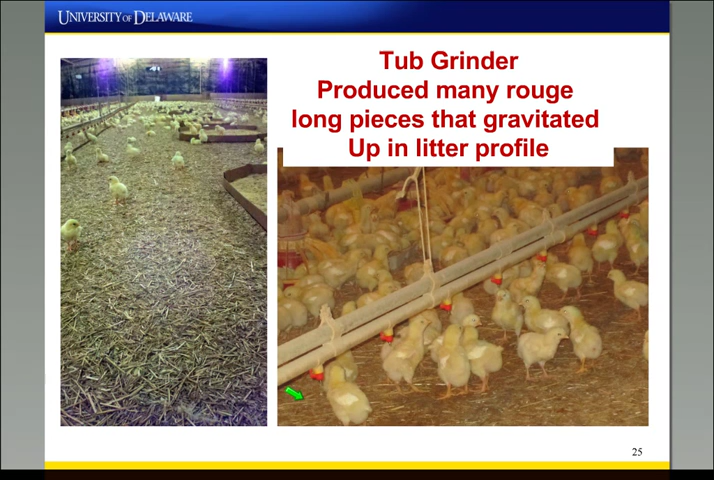 UNIVERSITY OF DELAWARE
Tub Grinder
Produced many rouge
long pieces that gravitated
Up in litter profile
25